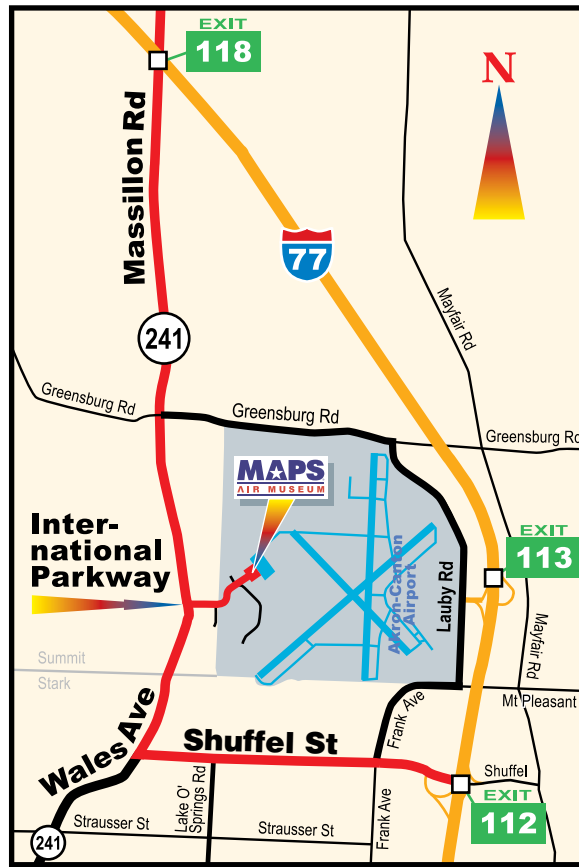 EXIT
118
N
Massillon Rd
77
Mayfair Rd
241
Greensburg Rd
Greensburg Rd
Greensburg Rd
MAPS
AIR MUSEUM
Inter-
national
Parkway
EXIT
113
Akron-Canton
Airport
Lauby Rd
Mayfair Rd
Summit
Stark
Mt Pleasant
Wales Ave
Frank Ave
Shuffel St
Shuffel
EXIT
112
Lake O'
Springs Rd
Frank Ave
241
Strausser St
Strausser St